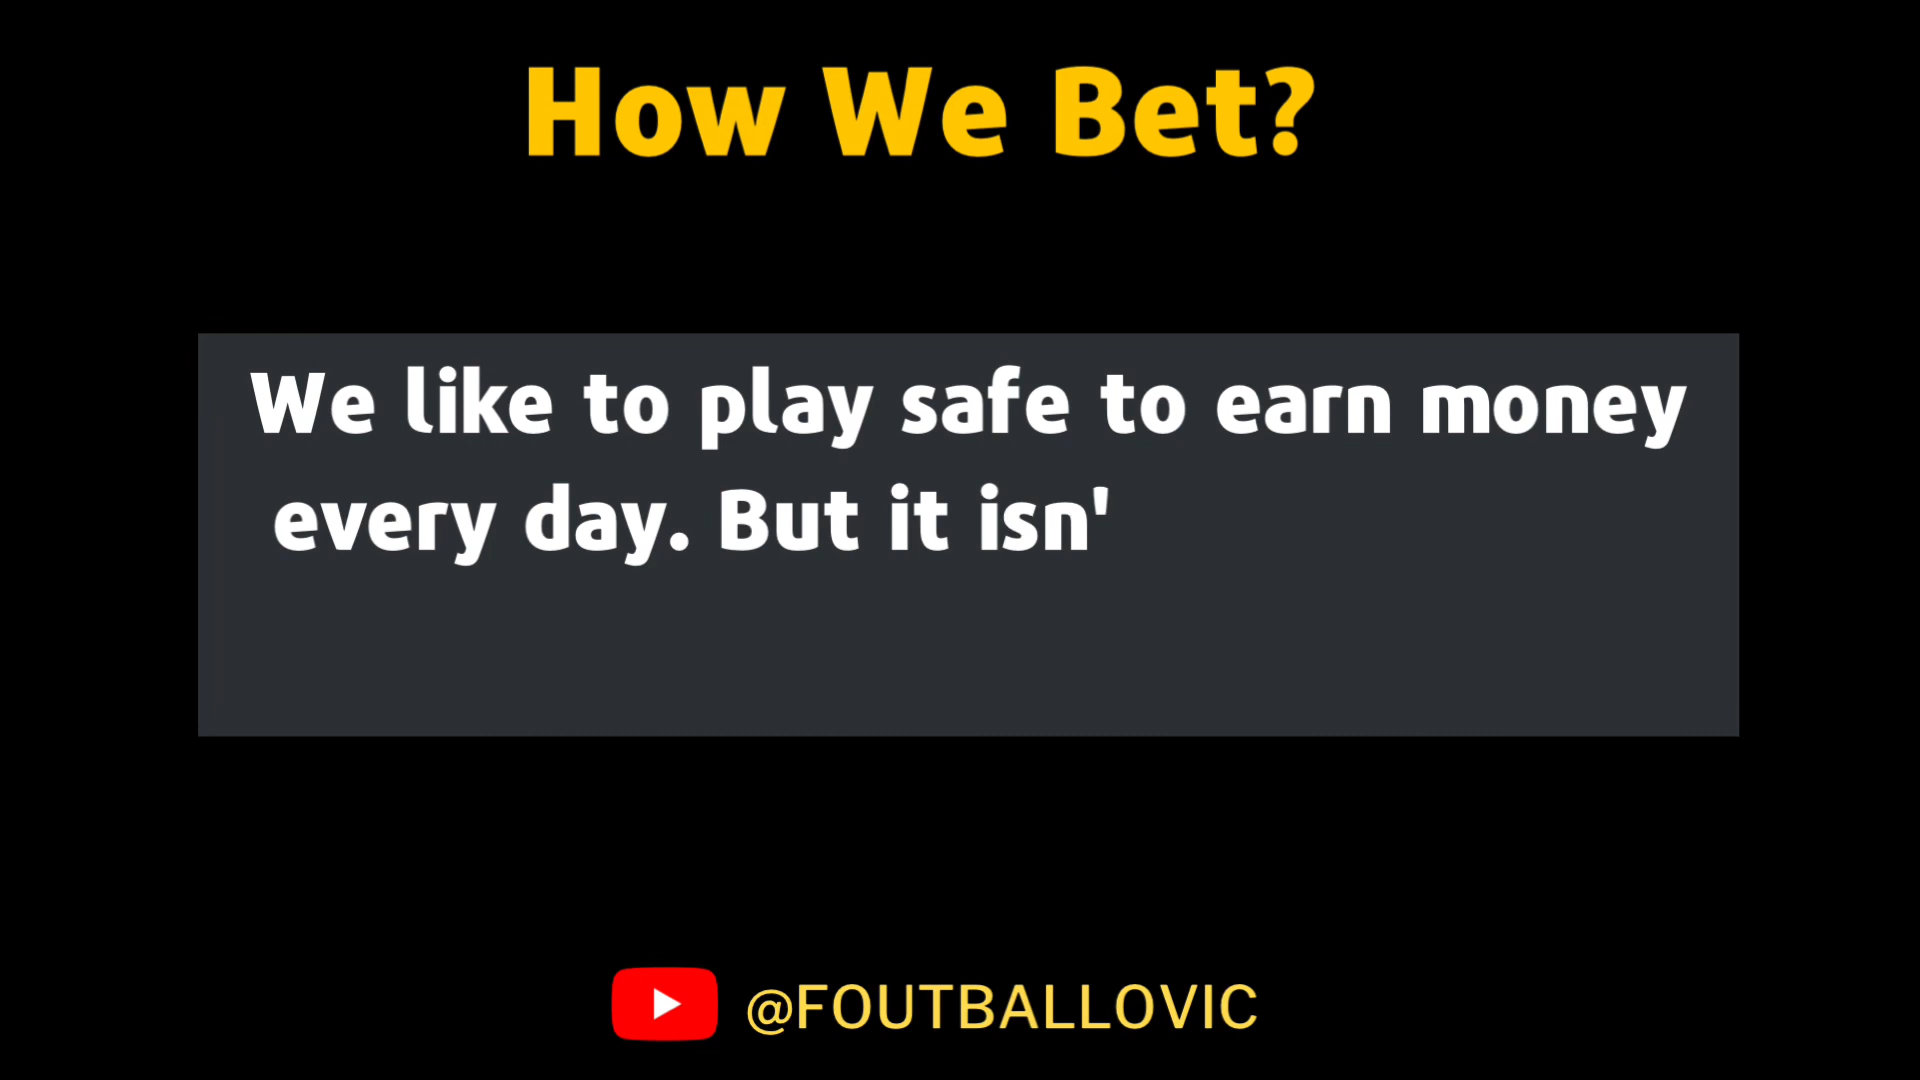 How We Bet?
We like to play safe to earn money
every day. But it isn'
@FOUTBALLOVIC